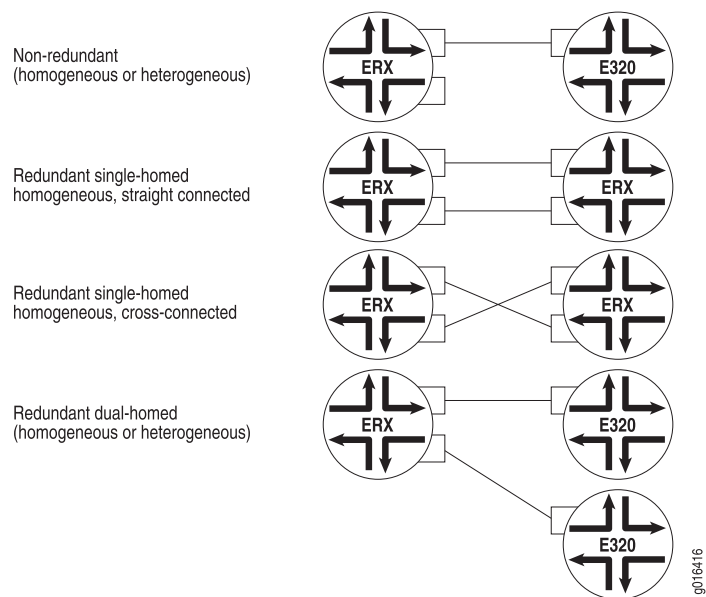 Non-redundant
(homogeneous or heterogeneous)
ERX
E320
Redundant single-homed
homogeneous, straight connected
ERX
ERX
Redundant single-homed
homogeneous, cross-connected
ERX
ERX
Redundant dual-homed
(homogeneous or heterogeneous)
ERX
E320
E320
g016416